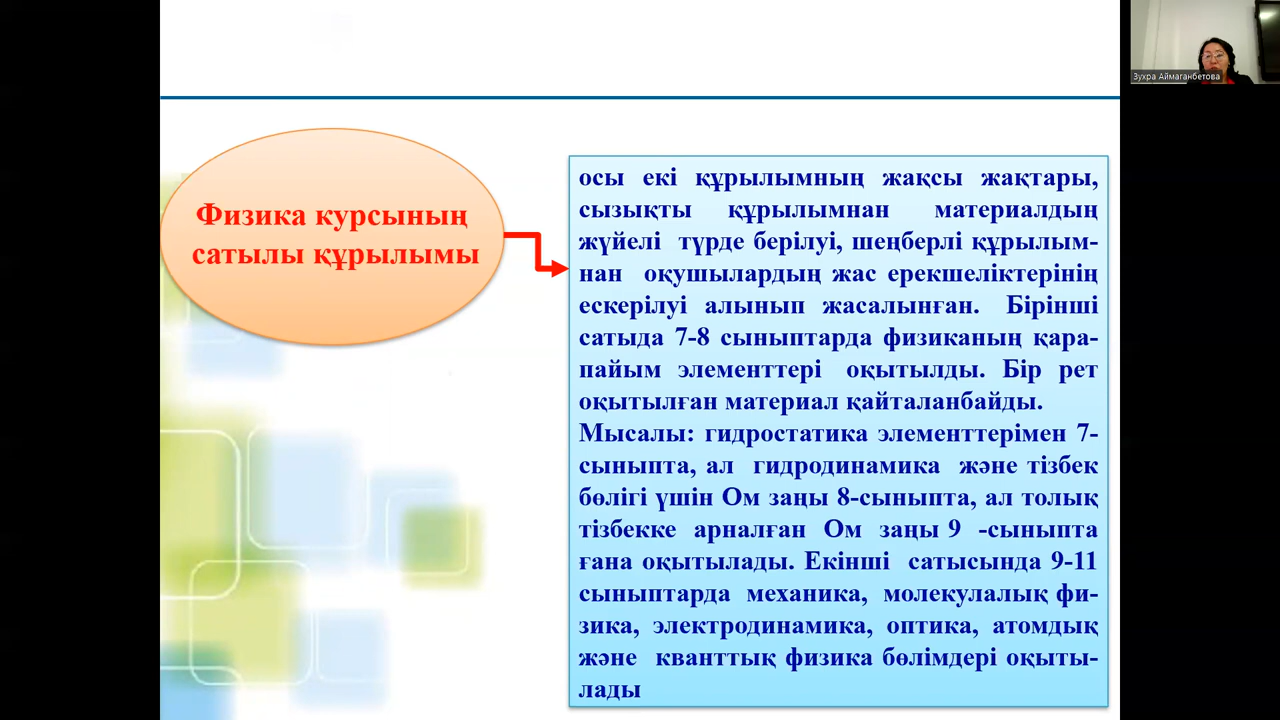 Зухра Аймаганбетова
Физика курсының
сатылы құрылымы
осы екі құрылымның жақсы жақтары,
сызықты құрылымнан материалдың
жүйелі түрде берілуі, шеңберлі құрылым-
нан оқушылардың жас ерекшеліктерінің
ескерілуі алынып жасалынған. Бірінші
сатыда 7-8 сыныптарда физиканың қара-
пайым элементтері оқытылды. Бір рет
оқытылған материал қайталанбайды.
Мысалы: гидростатика элементтерімен 7-
сыныпта, ал гидродинамика және тізбек
бөлігі үшін Ом заңы 8-сыныпта, ал толық
тізбекке арналған Ом заңы 9 -сыныпта
ғана оқытылады. Екінші сатысында 9-11
сыныптарда механика, молекулалық фи-
зика, электродинамика, оптика, атомдық
және кванттық физика бөлімдері оқыты-
лады